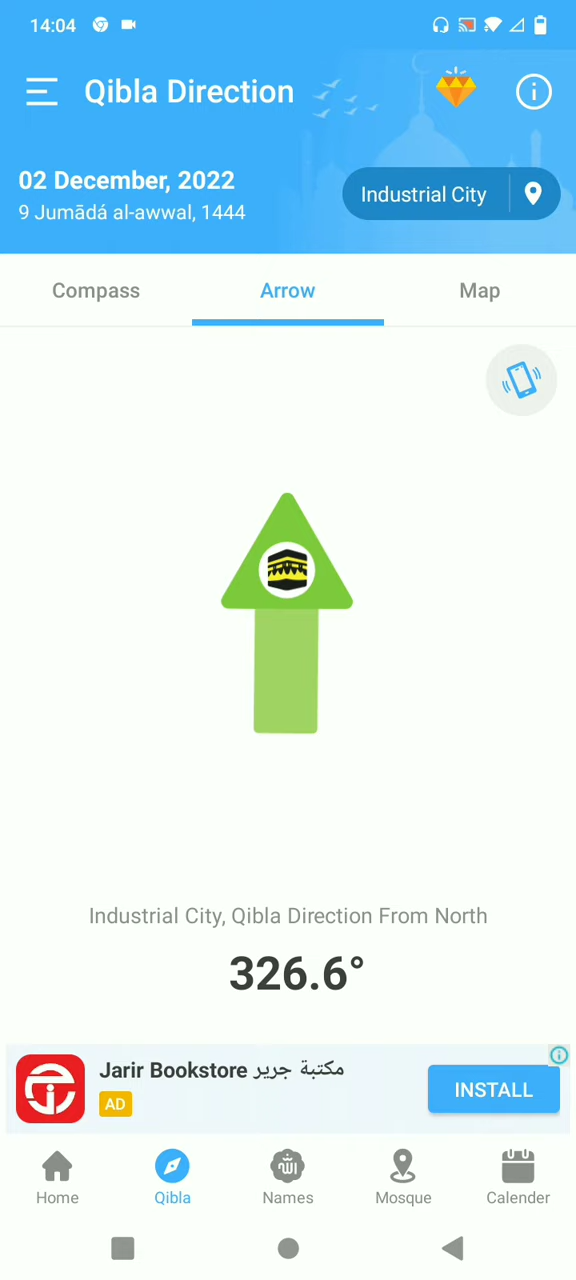 14:04
Qibla Direction
02 December, 2022
9 Jumādá al-awwal, 1444
Industrial City
Compass
Arrow
Map
Industrial City, Qibla Direction From North
326.6°
Jarir Bookstore مكتبة جرير
AD
INSTALL
Home
Qibla
Names
Mosque
Calender